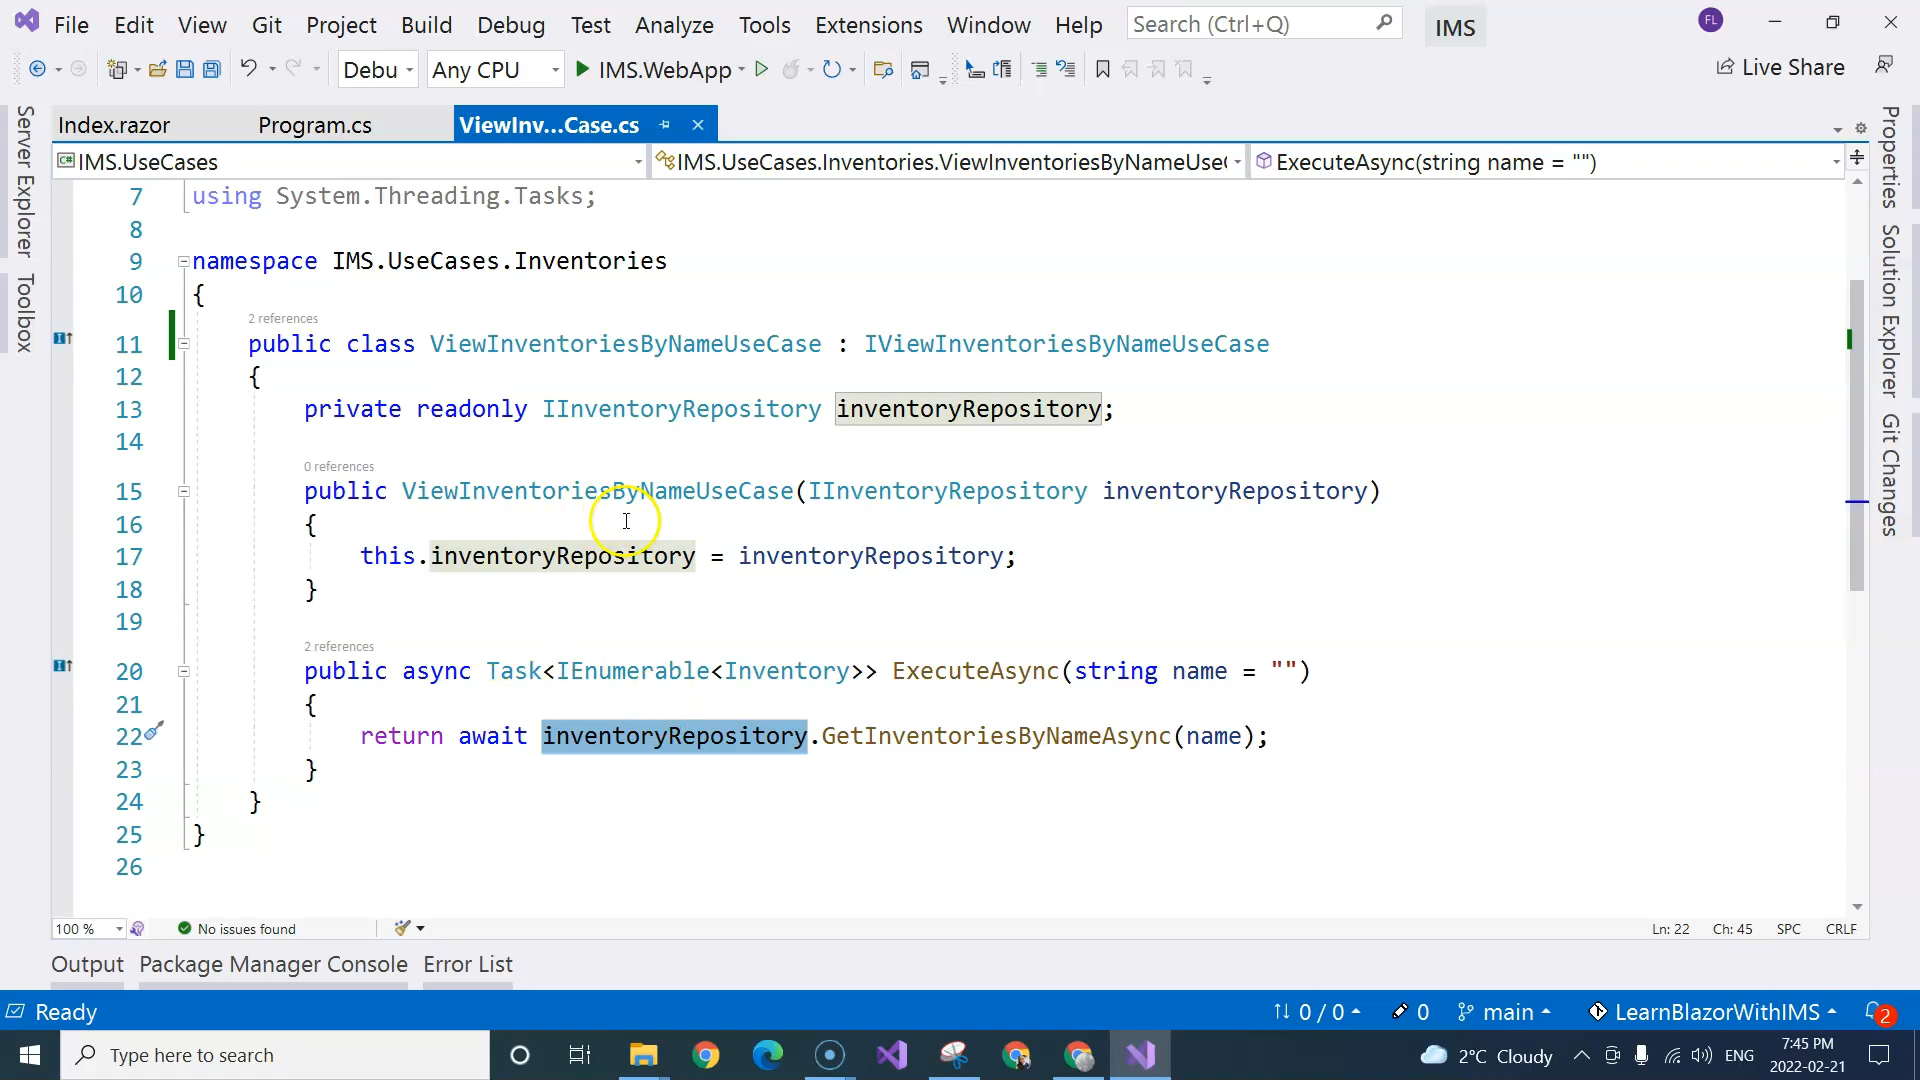 File Edit View Git Project Build Debug Test Analyze Tools Extensions Window Help Search (Ctrl+Q) IMS FL
Debu Any CPU IMS.WebApp Live Share
Server Explorer
Toolbox
Index.razor Program.cs ViewInv...Case.cs
IMS.UseCases IMS.UseCases.Inventories.ViewInventoriesByNameUse( ExecuteAsync(string name = "")
7 using System.Threading.Tasks;
8
9 namespace IMS.UseCases.Inventories
10 {
2 references
11 public class ViewInventoriesByNameUseCase : IViewInventoriesByNameUseCase
12 {
13 private readonly IInventoryRepository inventoryRepository;
14
0 references
15 public ViewInventoriesByNameUseCase(IInventoryRepository inventoryRepository)
16 {
17 this.inventoryRepository = inventoryRepository;
18 }
19
2 references
20 public async Task<IEnumerable<Inventory>> ExecuteAsync(string name = "")
21 {
22 return await inventoryRepository.GetInventoriesByNameAsync(name);
23 }
24 }
25 }
26
Properties
Solution Explorer
Git Changes
100 % No issues found Ln: 22 Ch: 45 SPC CRLF
Output Package Manager Console Error List
Ready 0 / 0 0 main LearnBlazorWithIMS 2
Type here to search 2°C Cloudy ENG 7:45 PM
2022-02-21